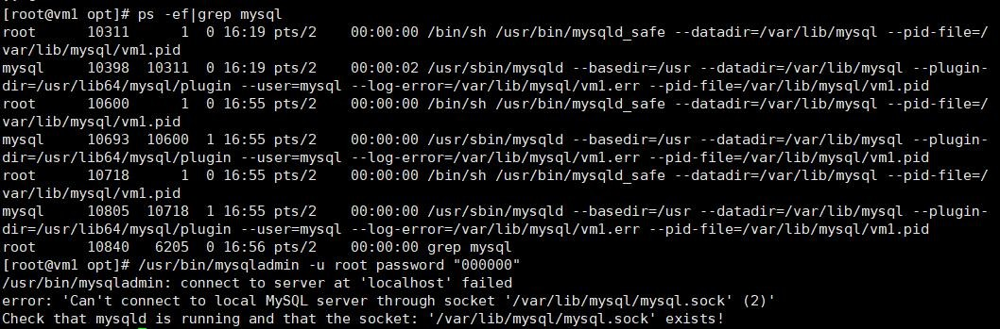 [root@vm1 opt]# ps -ef|grep mysql
root      10311      1  0 16:19 pts/2    00:00:00 /bin/sh /usr/bin/mysqld_safe --datadir=/var/lib/mysql --pid-file=/
var/lib/mysql/vm1.pid
mysql     10398  10311  0 16:19 pts/2    00:00:02 /usr/sbin/mysqld --basedir=/usr --datadir=/var/lib/mysql --plugin-
dir=/usr/lib64/mysql/plugin --user=mysql --log-error=/var/lib/mysql/vm1.err --pid-file=/var/lib/mysql/vm1.pid
root      10600      1  0 16:55 pts/2    00:00:00 /bin/sh /usr/bin/mysqld_safe --datadir=/var/lib/mysql --pid-file=/
var/lib/mysql/vm1.pid
mysql     10693  10600  1 16:55 pts/2    00:00:00 /usr/sbin/mysqld --basedir=/usr --datadir=/var/lib/mysql --plugin-
dir=/usr/lib64/mysql/plugin --user=mysql --log-error=/var/lib/mysql/vm1.err --pid-file=/var/lib/mysql/vm1.pid
root      10718      1  0 16:55 pts/2    00:00:00 /bin/sh /usr/bin/mysqld_safe --datadir=/var/lib/mysql --pid-file=/
var/lib/mysql/vm1.pid
mysql     10805  10718  1 16:55 pts/2    00:00:00 /usr/sbin/mysqld --basedir=/usr --datadir=/var/lib/mysql --plugin-
dir=/usr/lib64/mysql/plugin --user=mysql --log-error=/var/lib/mysql/vm1.err --pid-file=/var/lib/mysql/vm1.pid
root      10840   6205  0 16:56 pts/2    00:00:00 grep mysql
[root@vm1 opt]# /usr/bin/mysqladmin -u root password "000000"
/usr/bin/mysqladmin: connect to server at 'localhost' failed
error: 'Can't connect to local MySQL server through socket '/var/lib/mysql/mysql.sock' (2)'
Check that mysqld is running and that the socket: '/var/lib/mysql/mysql.sock' exists!